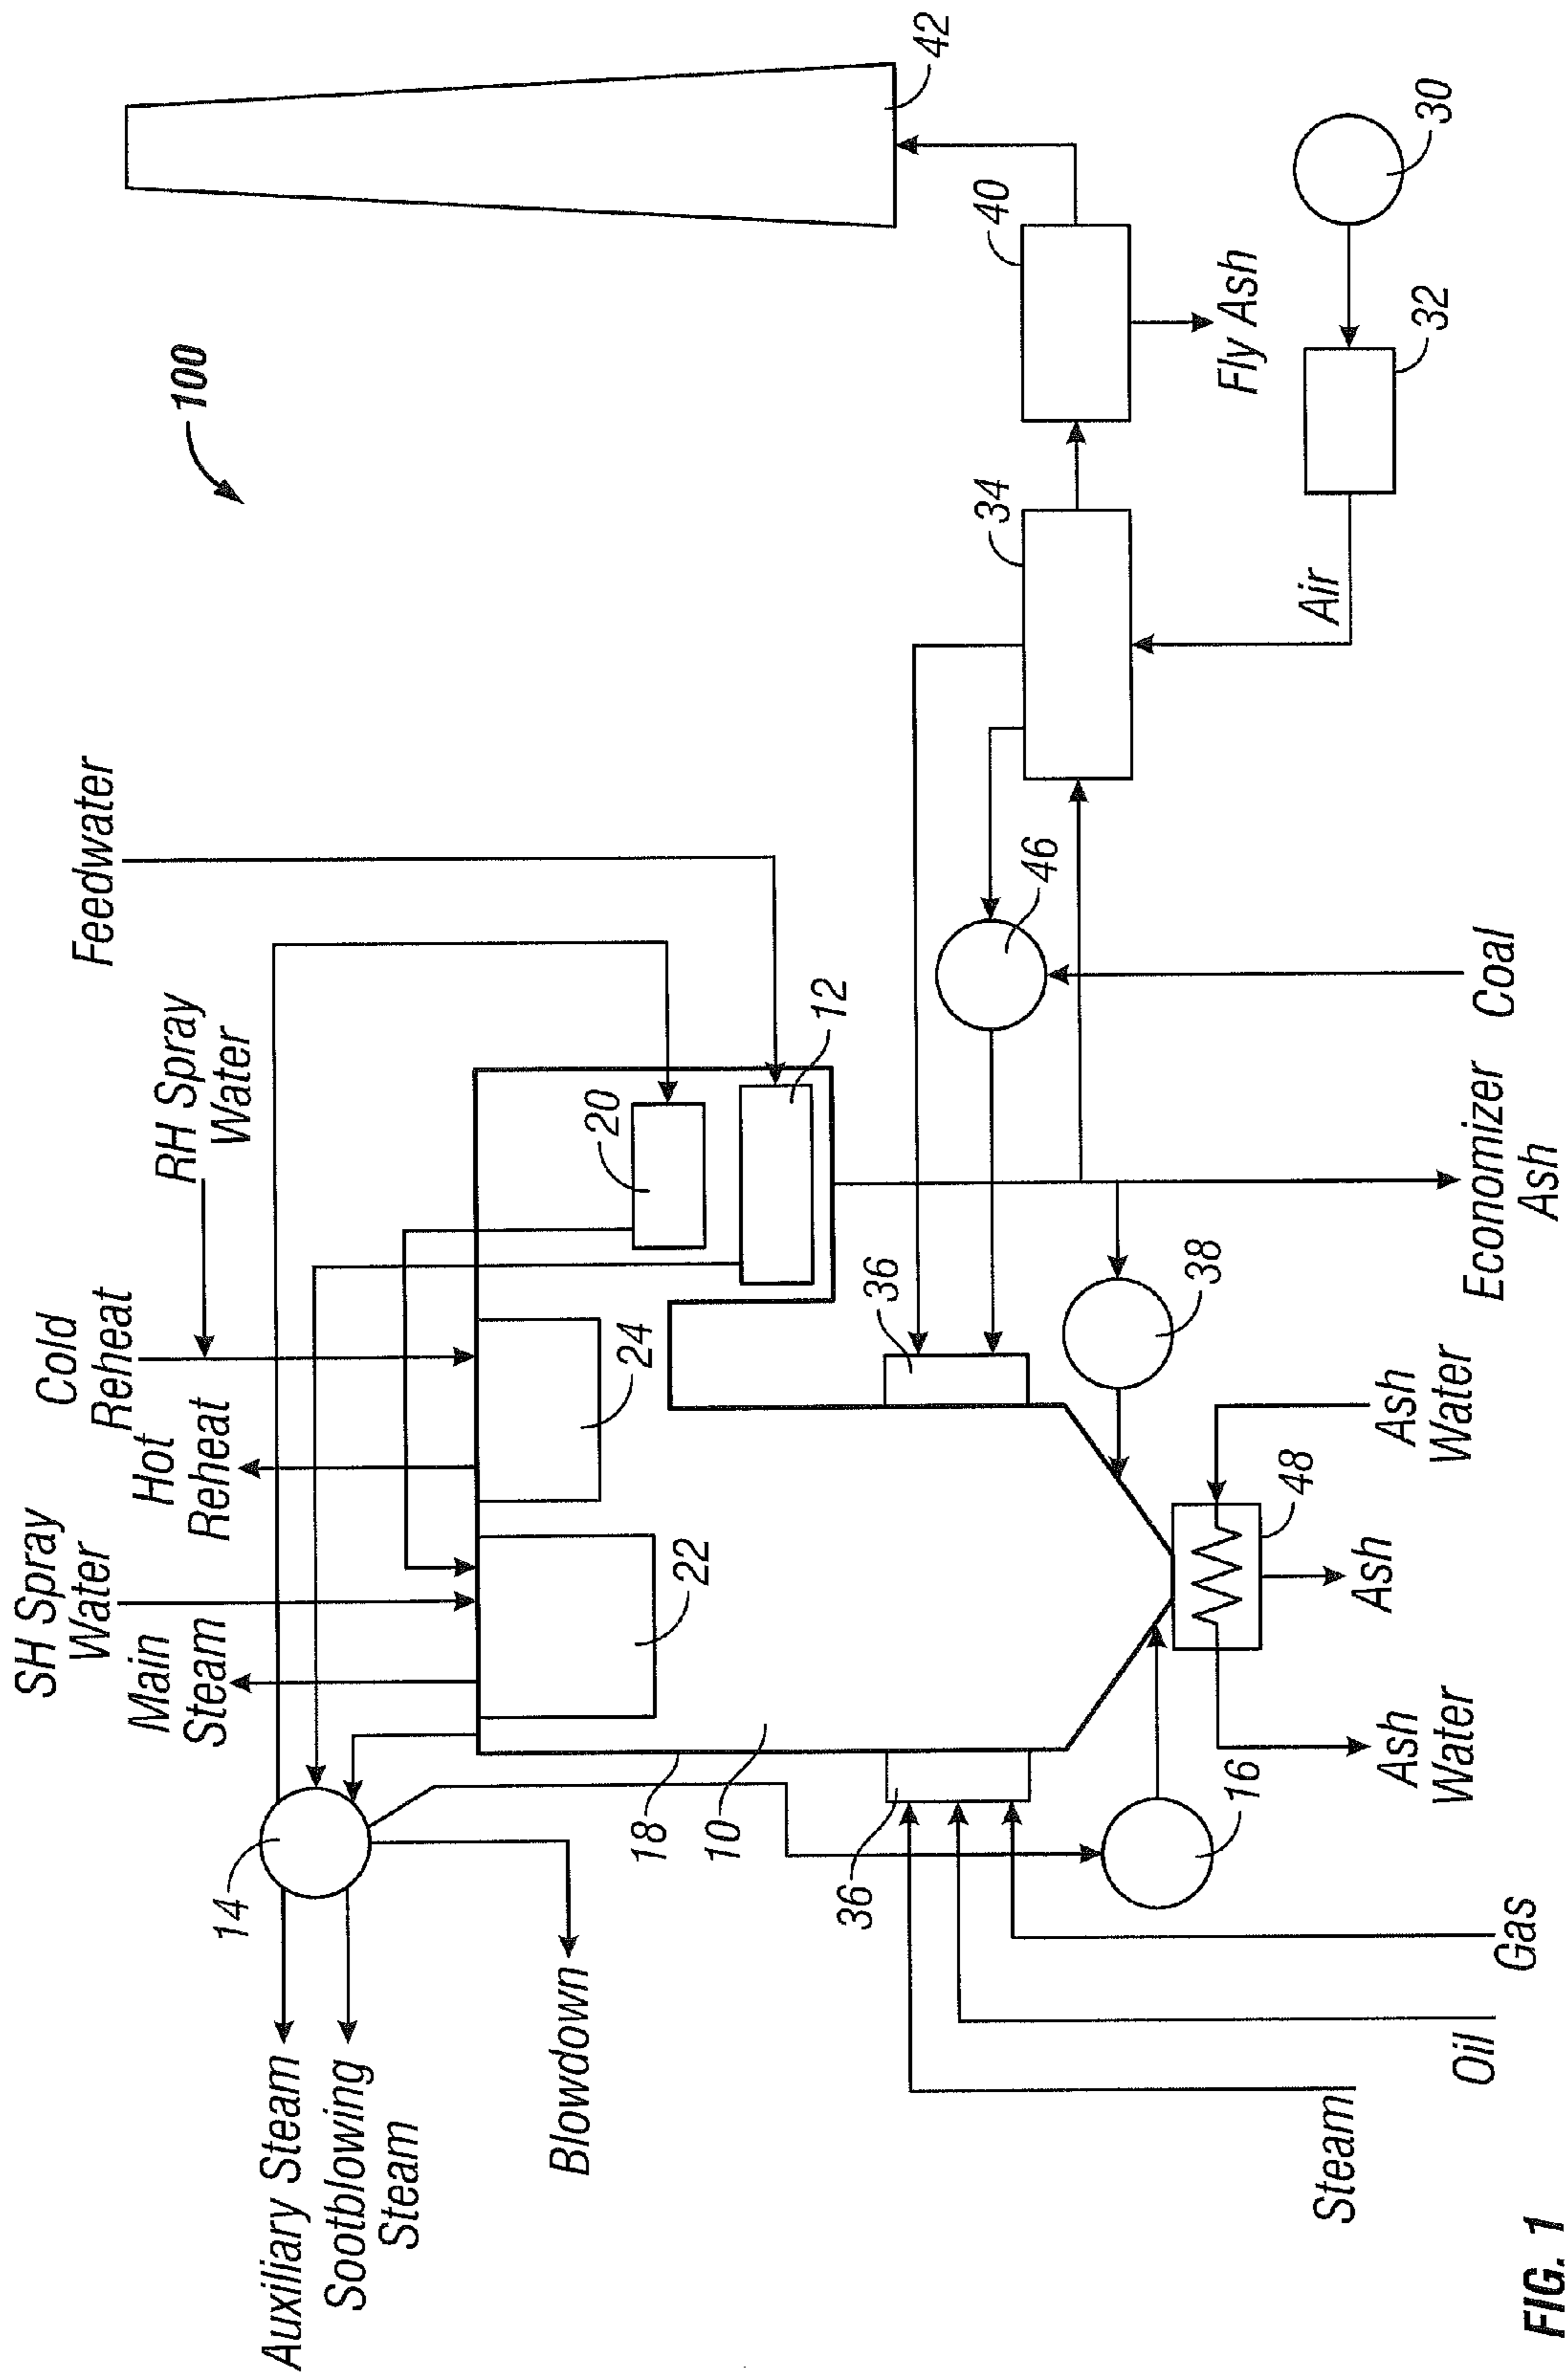 100
SH Spray
Water
Main
Steam
Hot
Reheat
Cold
Reheat
RH Spray
Water
Feedwater
14
Auxiliary Steam
Sootblowing
Steam
Blowdown
22
24
20
12
18
10
36
36
46
34
40
42
16
38
48
Ash
Water
Ash
Ash
Water
Economizer
Ash
Coal
Air
Fly Ash
32
30
Steam
Oil
Gas
FIG. 1